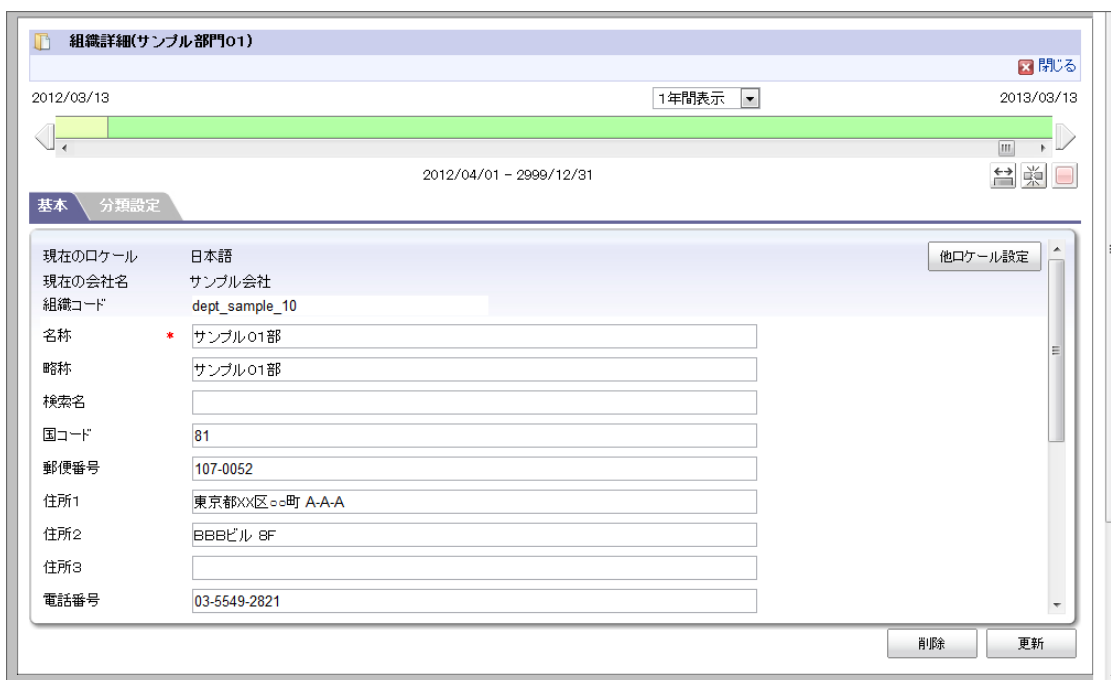 組織詳細(サンプル部門01)
閉じる
2012/03/13 1年間表示 2013/03/13
2012/04/01 - 2999/12/31
基本 分類設定
現在のロケール 日本語 他ロケール設定
現在の会社名 サンプル会社
組織コード dept_sample_10
名称 * サンプル01部
略称 サンプル01部
検索名
国コード 81
郵便番号 107-0052
住所1 東京都XX区○○町 A-A-A
住所2 BBBビル 8F
住所3
電話番号 03-5549-2821
削除 更新